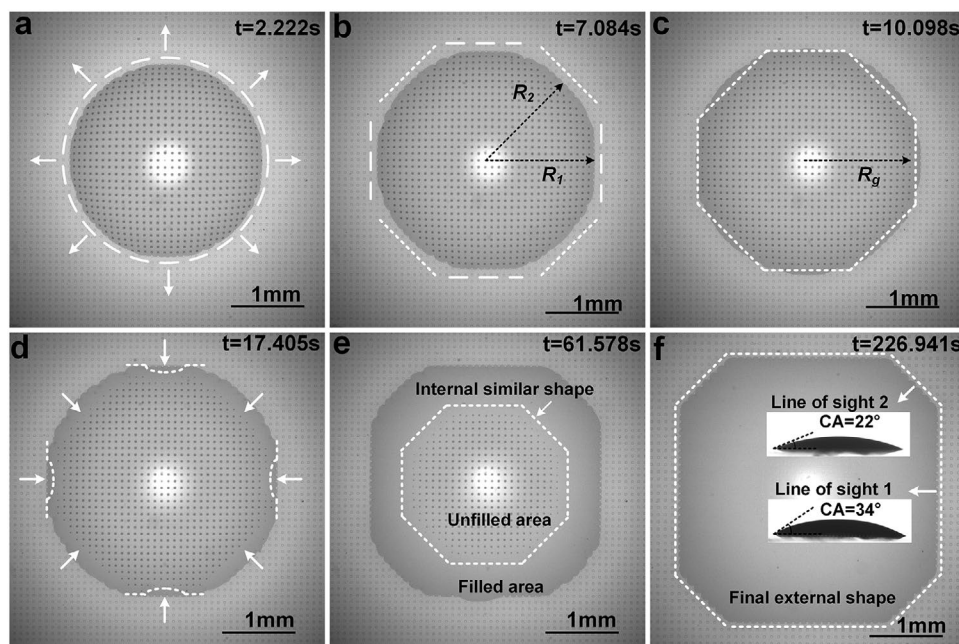 a
t=2.222s
1mm
b
t=7.084s
R2
R1
1mm
c
t=10.098s
Rg
1mm
d
t=17.405s
1mm
e
t=61.578s
Internal similar shape
Unfilled area
Filled area
1mm
f
t=226.941s
Line of sight 2
CA=22°
Line of sight 1
CA=34°
Final external shape
1mm